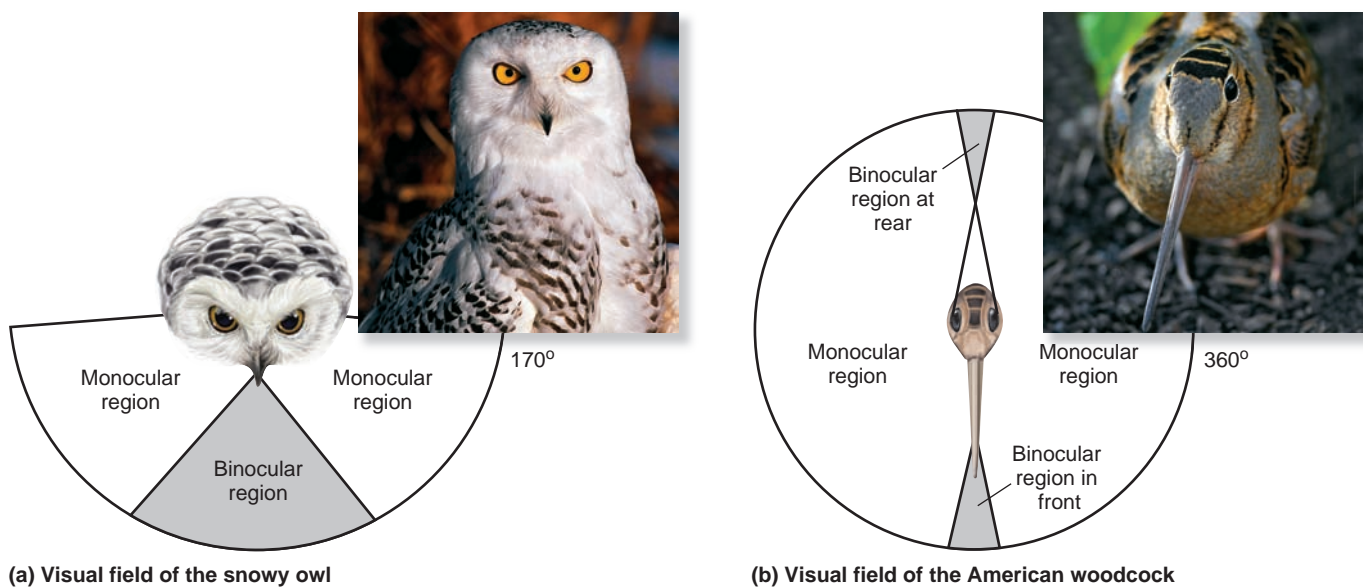 Monocular
region
Monocular
region
Binocular
region
170°
(a) Visual field of the snowy owl
Binocular
region at
rear
Monocular
region
Monocular
region
360°
Binocular
region in
front
(b) Visual field of the American woodcock